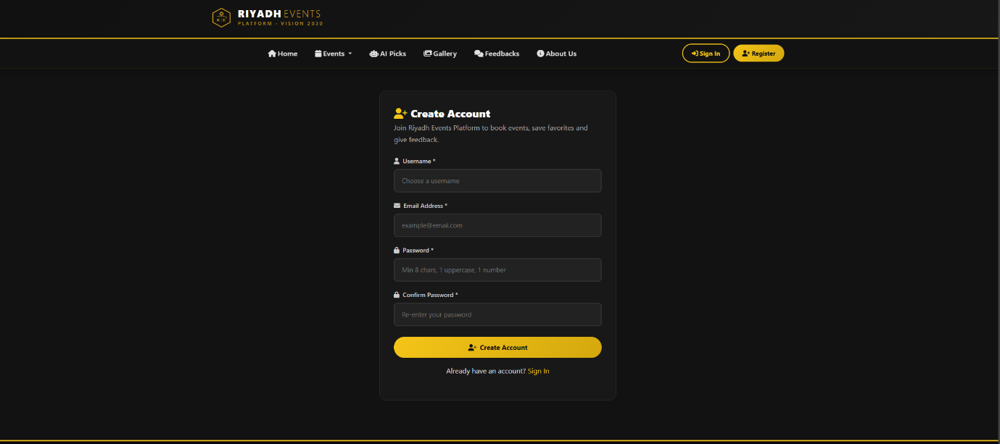 RIYADH EVENTS
PLATFORM · VISION 2030
Home Events AI Picks Gallery Feedbacks About Us Sign In Register
Create Account
Join Riyadh Events Platform to book events, save favorites and
give feedback.
Username *
Choose a username
Email Address *
example@email.com
Password *
Min 8 chars, 1 uppercase, 1 number
Confirm Password *
Re-enter your password
Create Account
Already have an account? Sign In